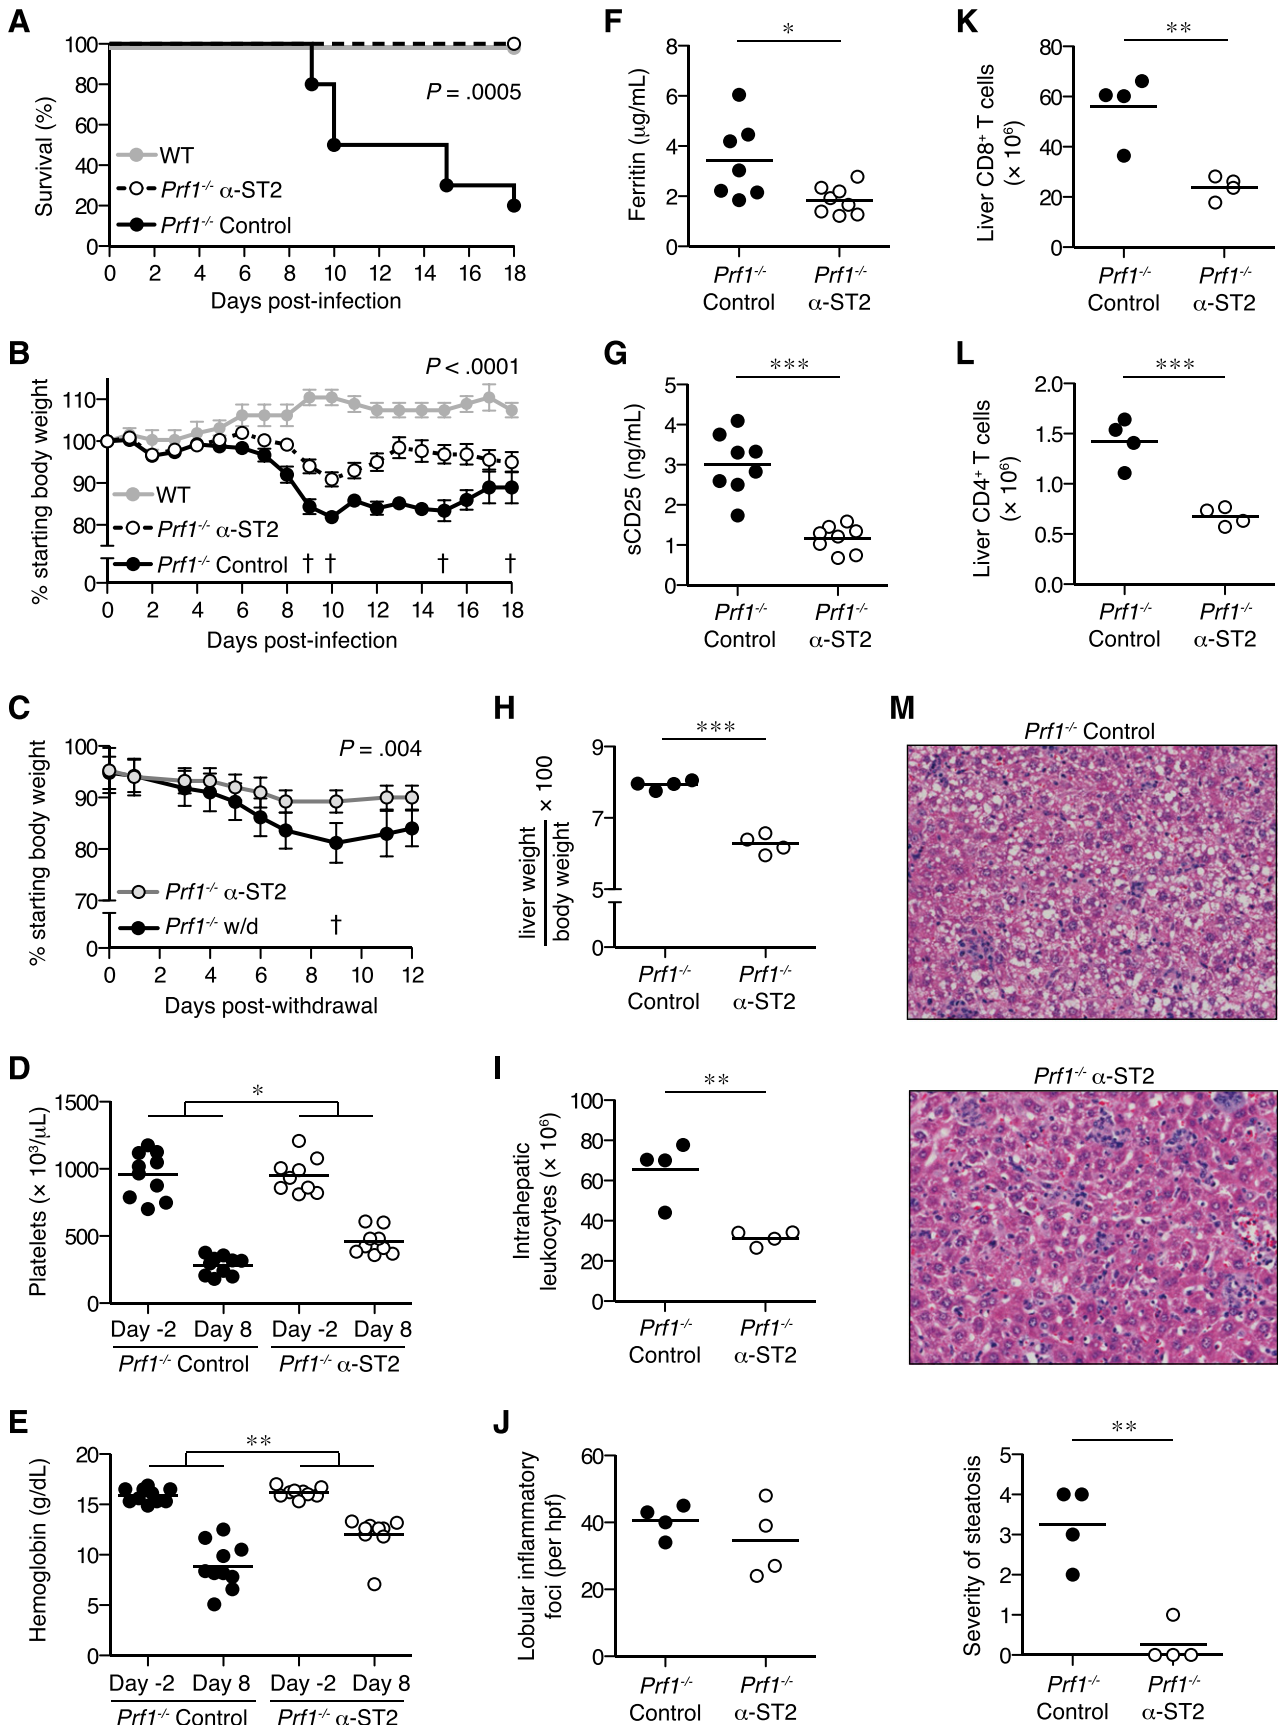 A
Survival (%)
100
80
60
40
20
0
P = .0005
WT
Prf1-/- α-ST2
Prf1-/- Control
0 2 4 6 8 10 12 14 16 18
Days post-infection
B
% starting body weight
110
100
90
80
0
P < .0001
WT
Prf1-/- α-ST2
Prf1-/- Control
† † † †
0 2 4 6 8 10 12 14 16 18
Days post-infection
C
% starting body weight
100
90
80
70
0
P = .004
Prf1-/- α-ST2
Prf1-/- w/d
†
0 2 4 6 8 10 12
Days post-withdrawal
D
Platelets (× 10³/μL)
1500
1000
500
0
*
Day -2 Day 8 Day -2 Day 8
Prf1-/- Control Prf1-/- α-ST2
E
Hemoglobin (g/dL)
20
15
10
5
0
**
Day -2 Day 8 Day -2 Day 8
Prf1-/- Control Prf1-/- α-ST2
F
Ferritin (μg/mL)
8
6
4
2
0
*
Prf1-/- Prf1-/-
Control α-ST2
G
sCD25 (ng/mL)
5
4
3
2
1
0
***
Prf1-/- Prf1-/-
Control α-ST2
H
liver weight
body weight
× 100
9
7
5
0
***
Prf1-/- Prf1-/-
Control α-ST2
I
Intrahepatic
leukocytes (× 10⁶)
100
80
60
40
20
0
**
Prf1-/- Prf1-/-
Control α-ST2
J
Lobular inflammatory
foci (per hpf)
60
40
20
0
Prf1-/- Prf1-/-
Control α-ST2
K
Liver CD8⁺ T cells
(× 10⁶)
80
60
40
20
0
**
Prf1-/- Prf1-/-
Control α-ST2
L
Liver CD4⁺ T cells
(× 10⁶)
2.0
1.5
1.0
0.5
0.0
***
Prf1-/- Prf1-/-
Control α-ST2
M
Prf1-/- Control
Prf1-/- α-ST2
Severity of steatosis
5
4
3
2
1
0
**
Prf1-/- Prf1-/-
Control α-ST2